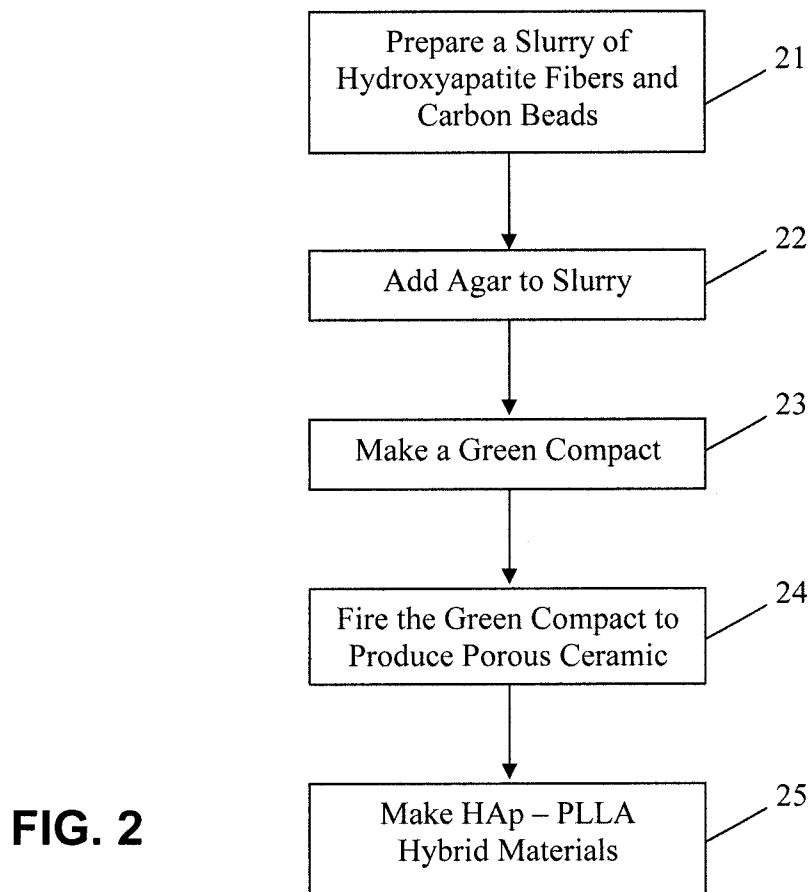 Prepare a Slurry of
Hydroxyapatite Fibers and
Carbon Beads
21
Add Agar to Slurry
22
Make a Green Compact
23
Fire the Green Compact to
Produce Porous Ceramic
24
Make HAp – PLLA
Hybrid Materials
25
FIG. 2